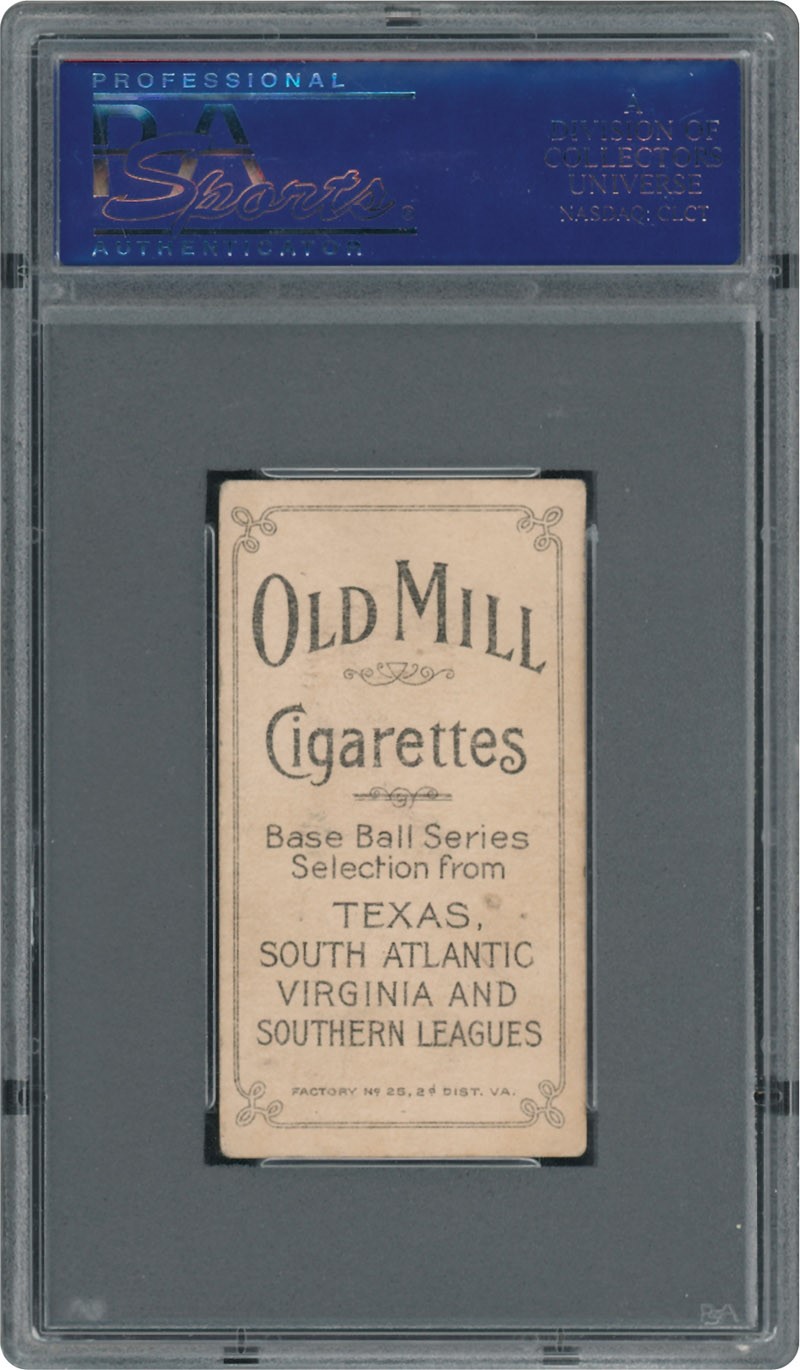 PROFESSIONAL
PSA
Sports®
AUTHENTICATOR
A
DIVISION OF
COLLECTORS
UNIVERSE
NASDAQ: CLCT
OLD MILL
Cigarettes
Base Ball Series
Selection from
TEXAS,
SOUTH ATLANTIC
VIRGINIA AND
SOUTHERN LEAGUES
FACTORY Nº 25, 2d DIST. VA.
PSA